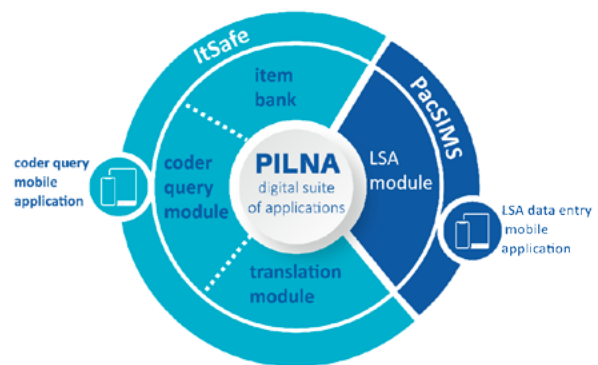 ItSafe
PacSIMS
item
bank
coder query
mobile
application
coder
query
module
PILNA
digital suite
of applications
LSA
module
LSA data entry
mobile
application
translation
module